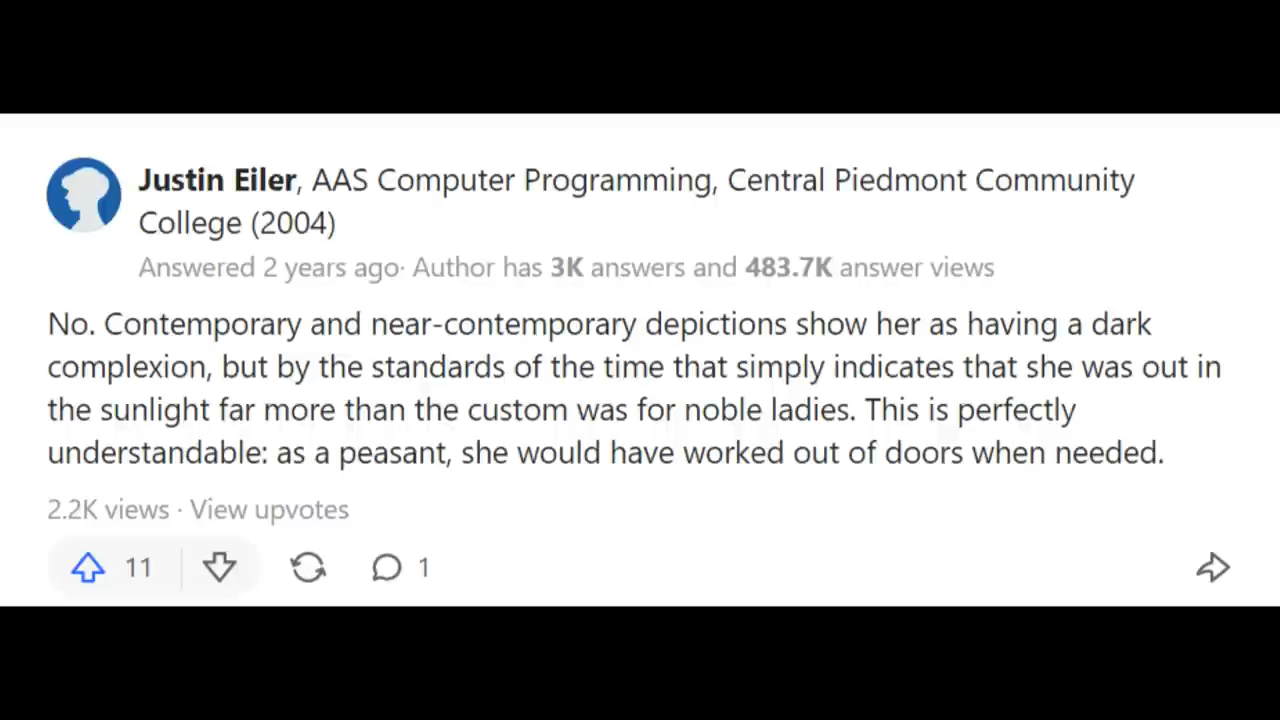 Justin Eiler, AAS Computer Programming, Central Piedmont Community
College (2004)
Answered 2 years ago· Author has 3K answers and 483.7K answer views
No. Contemporary and near-contemporary depictions show her as having a dark
complexion, but by the standards of the time that simply indicates that she was out in
the sunlight far more than the custom was for noble ladies. This is perfectly
understandable: as a peasant, she would have worked out of doors when needed.
2.2K views · View upvotes
11 1